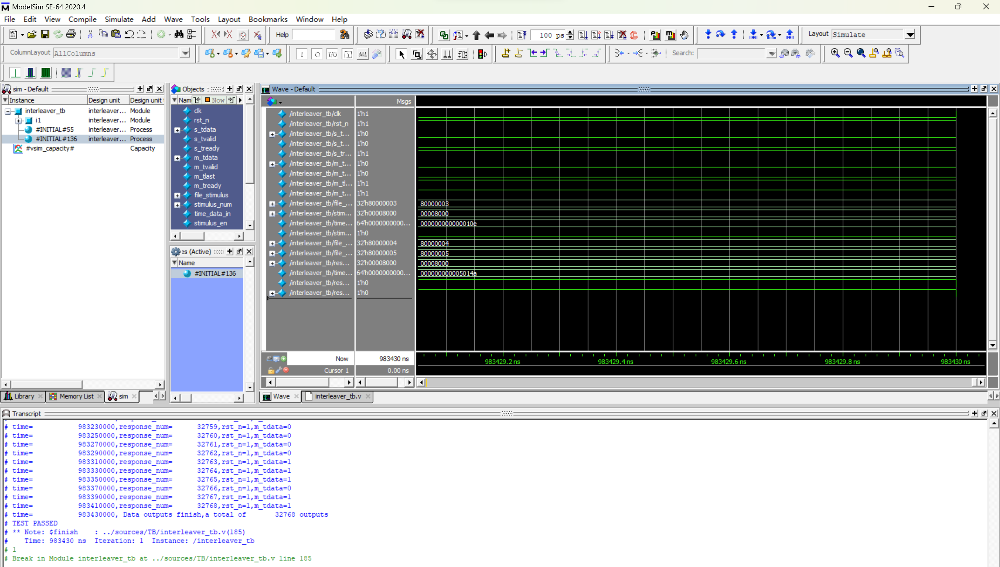 ModelSim SE-64 2020.4
File Edit View Compile Simulate Add Wave Tools Layout Bookmarks Window Help
Help 100 ps Layout Simulate
ColumnLayout AllColumns Search:
sim - Default
Instance Design unit Design unit
interleaver_tb interleaver... Module
i1 interleaver... Module
#INITIAL#55 interleaver... Process
#INITIAL#136 interleaver... Process
#vsim_capacity# Capacity
Library Memory List sim
Objects
Nam Now
clk
rst_n
s_tdata
s_tvalid
s_tready
m_tdata
m_tvalid
m_tlast
m_tready
file_stimulus
stimulus_num
time_data_in
stimulus_en
es (Active)
Name
#INITIAL#136
Wave - Default
Msgs
/interleaver_tb/clk 1'h1
/interleaver_tb/rst_n 1'h1
/interleaver_tb/s_t... 1'h0
/interleaver_tb/s_t... 1'h0
/interleaver_tb/s_tr... 1'h1
/interleaver_tb/m_t... 1'h0
/interleaver_tb/m_t... 1'h0
/interleaver_tb/m_tl... 1'h1
/interleaver_tb/m_t... 1'h1
/interleaver_tb/file_... 32'h80000003 80000003
/interleaver_tb/stim... 32'h00008000 00008000
/interleaver_tb/time... 64'h0000000000... 000000000000010e
/interleaver_tb/stim... 1'h0
/interleaver_tb/file_... 32'h80000004 80000004
/interleaver_tb/file_... 32'h80000005 80000005
/interleaver_tb/res... 32'h00008000 00008000
/interleaver_tb/time... 64'h0000000000... 000000000005014a
/interleaver_tb/res... 1'h0
/interleaver_tb/res... 1'h0
Now 983430 ns
Cursor 1 0.00 ns
983429.2 ns 983429.4 ns 983429.6 ns 983429.8 ns 983430 ns
Wave interleaver_tb.v
Transcript
# time= 983230000,response_num= 32759,rst_n=1,m_tdata=0
# time= 983250000,response_num= 32760,rst_n=1,m_tdata=0
# time= 983270000,response_num= 32761,rst_n=1,m_tdata=0
# time= 983290000,response_num= 32762,rst_n=1,m_tdata=0
# time= 983310000,response_num= 32763,rst_n=1,m_tdata=1
# time= 983330000,response_num= 32764,rst_n=1,m_tdata=1
# time= 983350000,response_num= 32765,rst_n=1,m_tdata=1
# time= 983370000,response_num= 32766,rst_n=1,m_tdata=0
# time= 983390000,response_num= 32767,rst_n=1,m_tdata=1
# time= 983410000,response_num= 32768,rst_n=1,m_tdata=1
# time= 983430000, Data outputs finish,a total of 32768 outputs
# TEST PASSED
# ** Note: $finish : ../sources/TB/interleaver_tb.v(185)
# Time: 983430 ns Iteration: 1 Instance: /interleaver_tb
# 1
# Break in Module interleaver_tb at ../sources/TB/interleaver_tb.v line 185